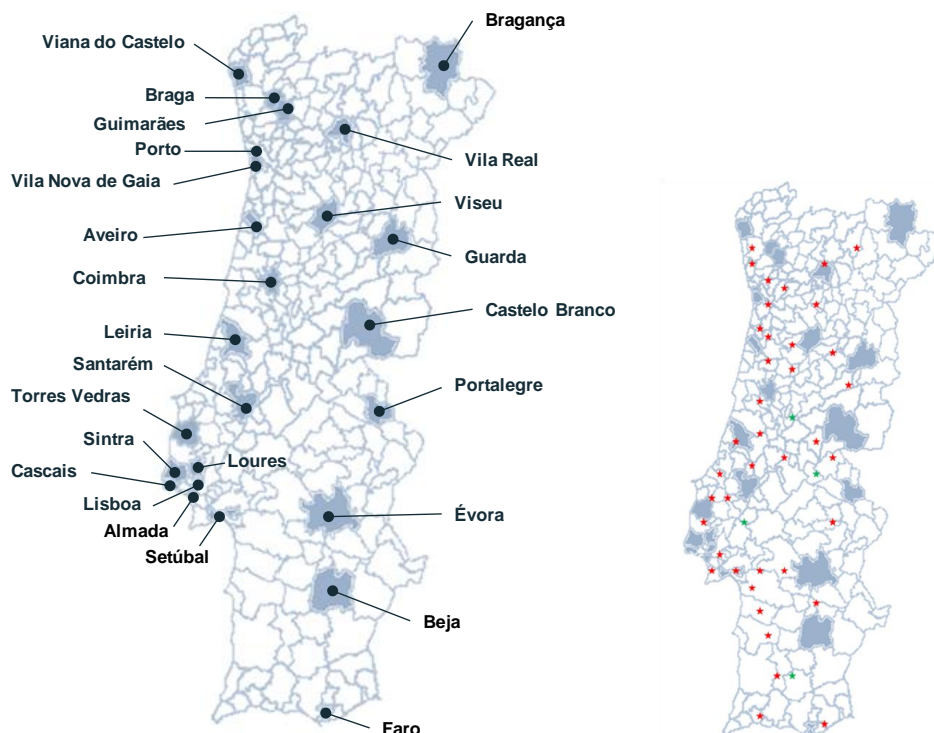 Bragança
Viana do Castelo
Braga
Guimarães
Porto
Vila Real
Vila Nova de Gaia
Viseu
Aveiro
Guarda
Coimbra
Castelo Branco
Leiria
Santarém
Portalegre
Torres Vedras
Sintra
Loures
Cascais
Lisboa
Évora
Almada
Setúbal
Beja
Faro